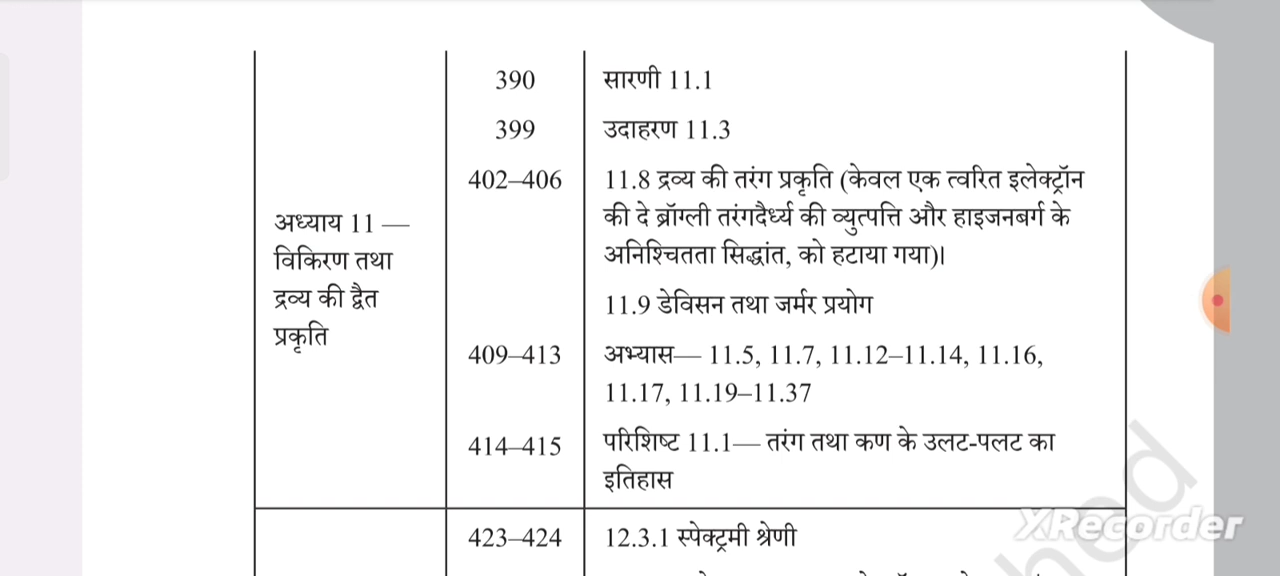 390 सारणी 11.1
399 उदाहरण 11.3
402–406 11.8 द्रव्य की तरंग प्रकृति (केवल एक त्वरित इलेक्ट्रॉन
की दे ब्रॉग्ली तरंगदैर्ध्य की व्युत्पत्ति और हाइजनबर्ग के
अनिश्चितता सिद्धांत, को हटाया गया)।
अध्याय 11 —
विकिरण तथा
द्रव्य की द्वैत
प्रकृति
11.9 डेविसन तथा जर्मर प्रयोग
409–413 अभ्यास— 11.5, 11.7, 11.12–11.14, 11.16,
11.17, 11.19–11.37
414–415 परिशिष्ट 11.1— तरंग तथा कण के उलट-पलट का
इतिहास
423–424 12.3.1 स्पेक्ट्रमी श्रेणी
XRecorder